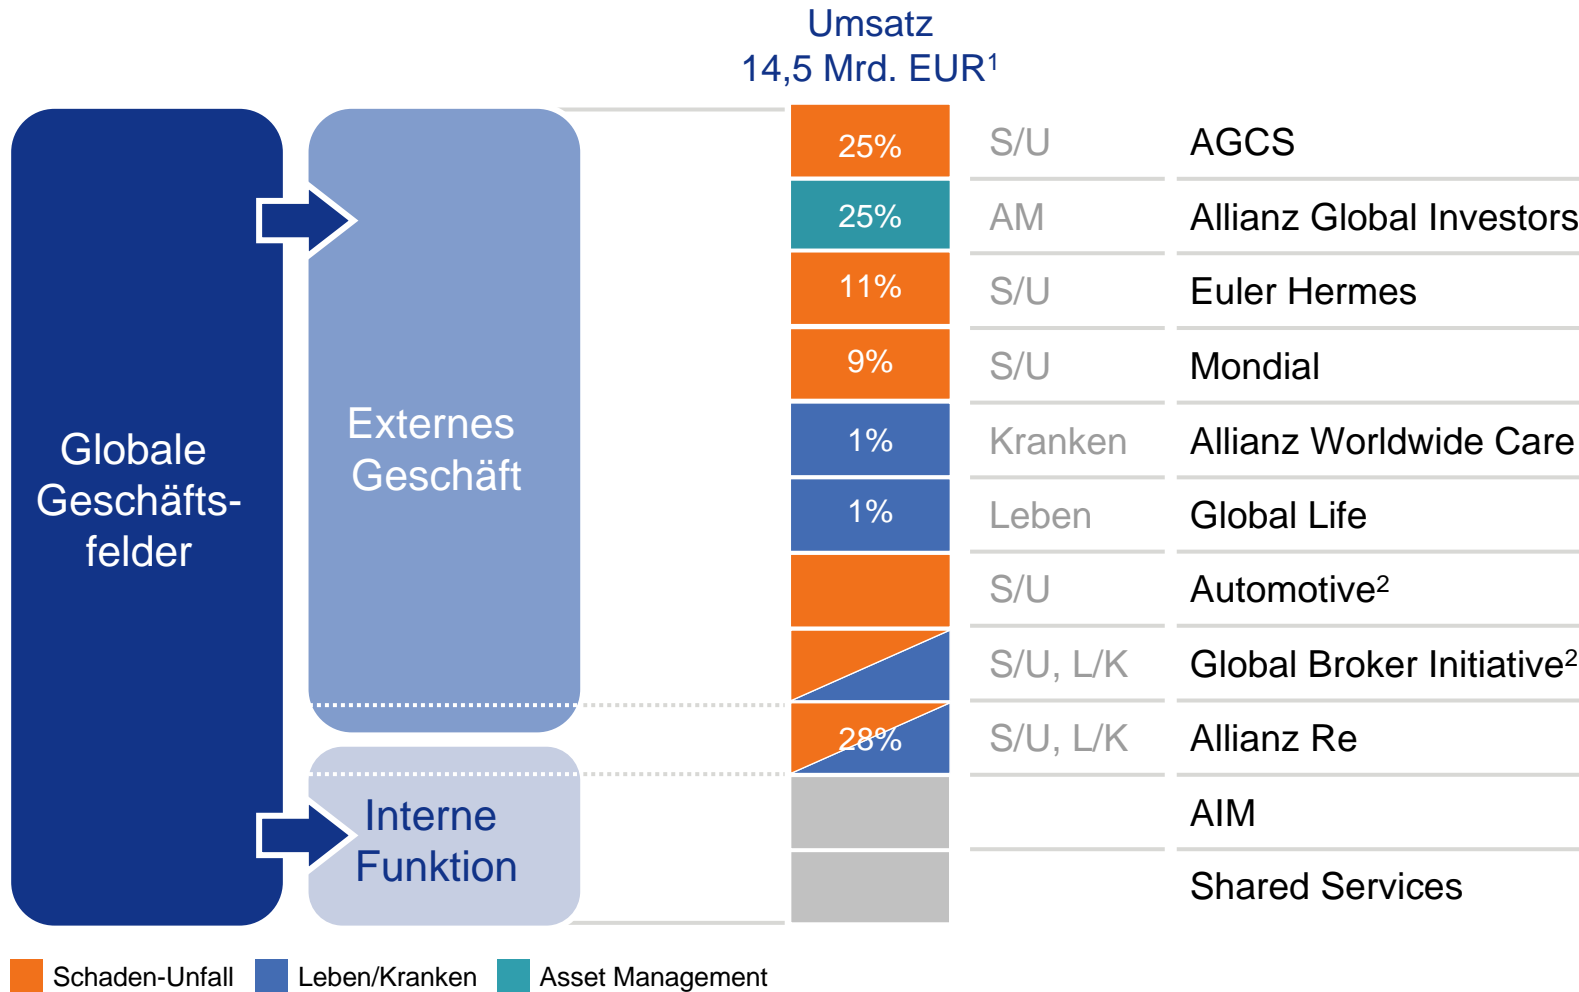 Umsatz
14,5 Mrd. EUR¹
Globale
Geschäfts-
felder
Externes
Geschäft
Interne
Funktion
25% S/U AGCS
25% AM Allianz Global Investors
11% S/U Euler Hermes
9% S/U Mondial
1% Kranken Allianz Worldwide Care
1% Leben Global Life
S/U Automotive²
S/U, L/K Global Broker Initiative²
28% S/U, L/K Allianz Re
AIM
Shared Services
Schaden-Unfall Leben/Kranken Asset Management